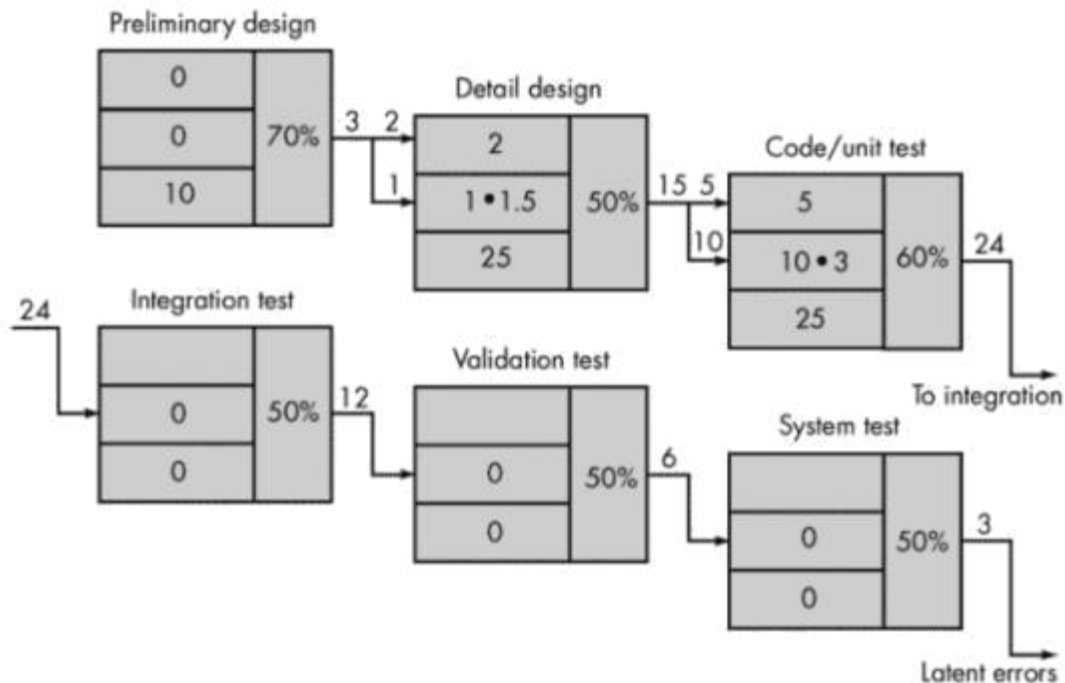 Preliminary design
0
0
10
70%
3 2
1
Detail design
2
1 • 1.5
25
50%
15 5
10
Code/unit test
5
10 • 3
25
60%
24
To integration
24
Integration test
0
0
50%
12
Validation test
0
0
50%
6
System test
0
0
50%
3
Latent errors